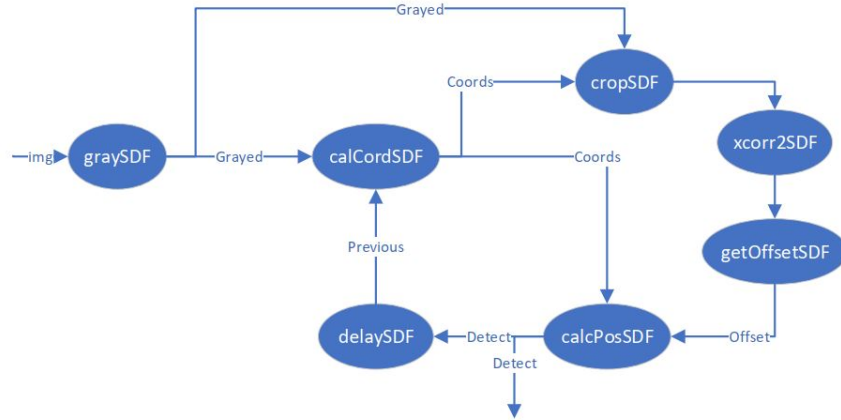 Grayed
Coords
cropSDF
img
graySDF
Grayed
calCordSDF
Coords
xcorr2SDF
Previous
getOffsetSDF
delaySDF
Detect
calcPosSDF
Offset
Detect